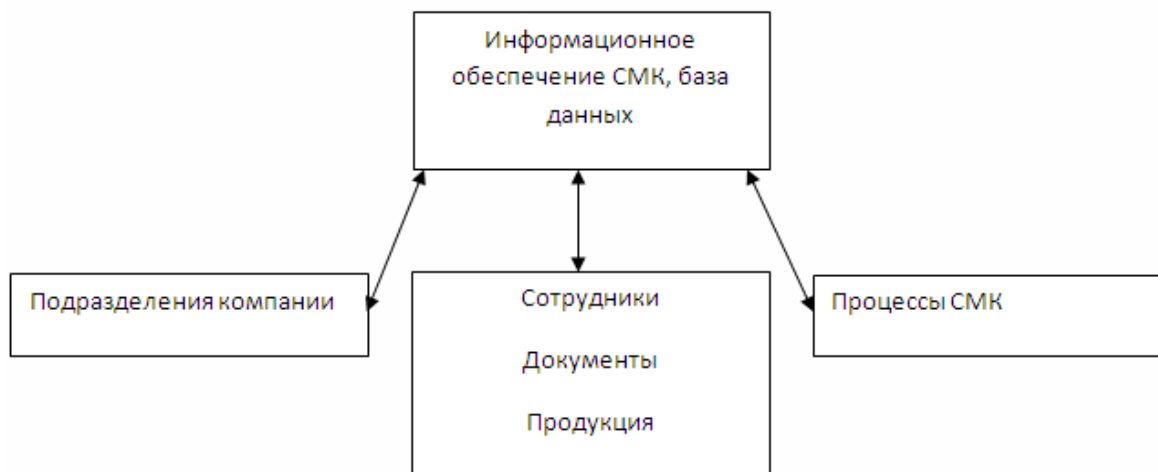 Информационное
обеспечение СМК, база
данных
Подразделения компании
Сотрудники
Документы
Продукция
Процессы СМК